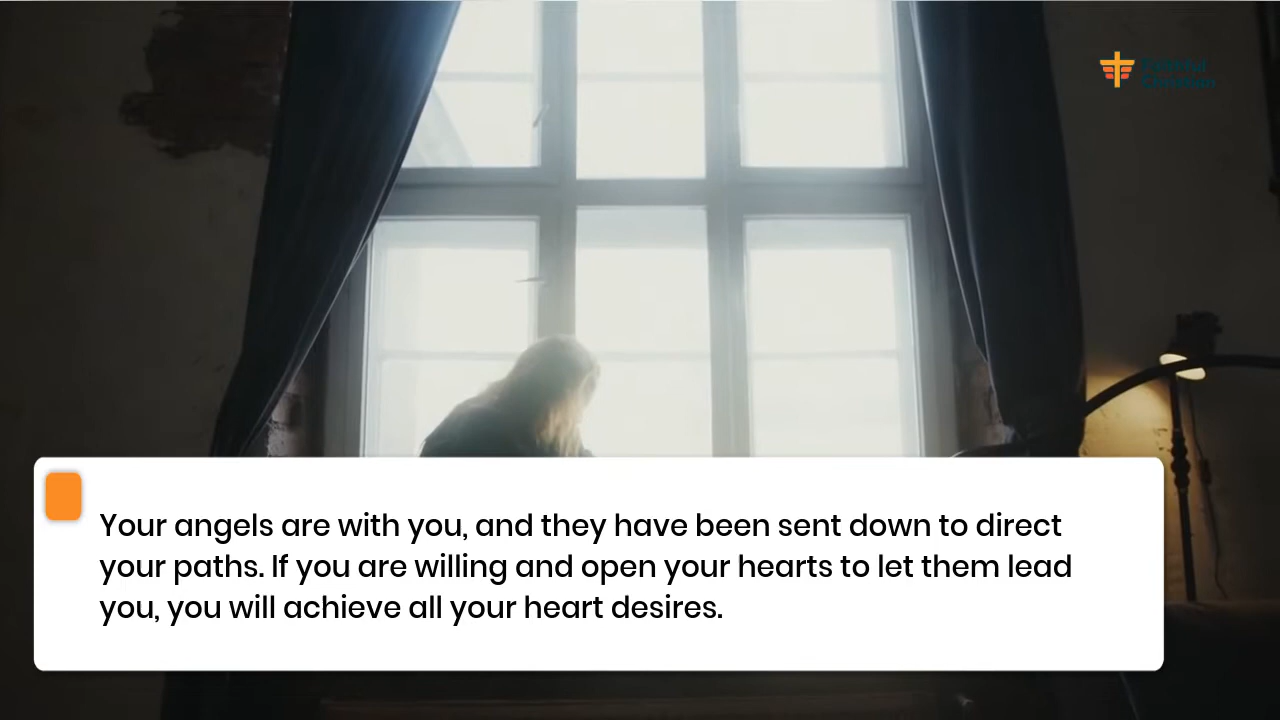 Your angels are with you, and they have been sent down to direct
your paths. If you are willing and open your hearts to let them lead
you, you will achieve all your heart desires.